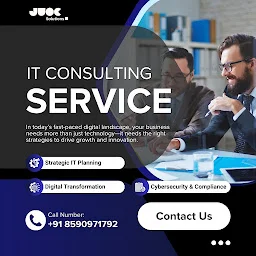 JUOC
Solutions
IT CONSULTING
SERVICE
In today's fast-paced digital landscape, your business
needs more than just technology—it needs the right
strategies to drive growth and innovation.
Strategic IT Planning
Digital Transformation
Cybersecurity & Compliance
Call Number:
+91 8590971792
Contact Us